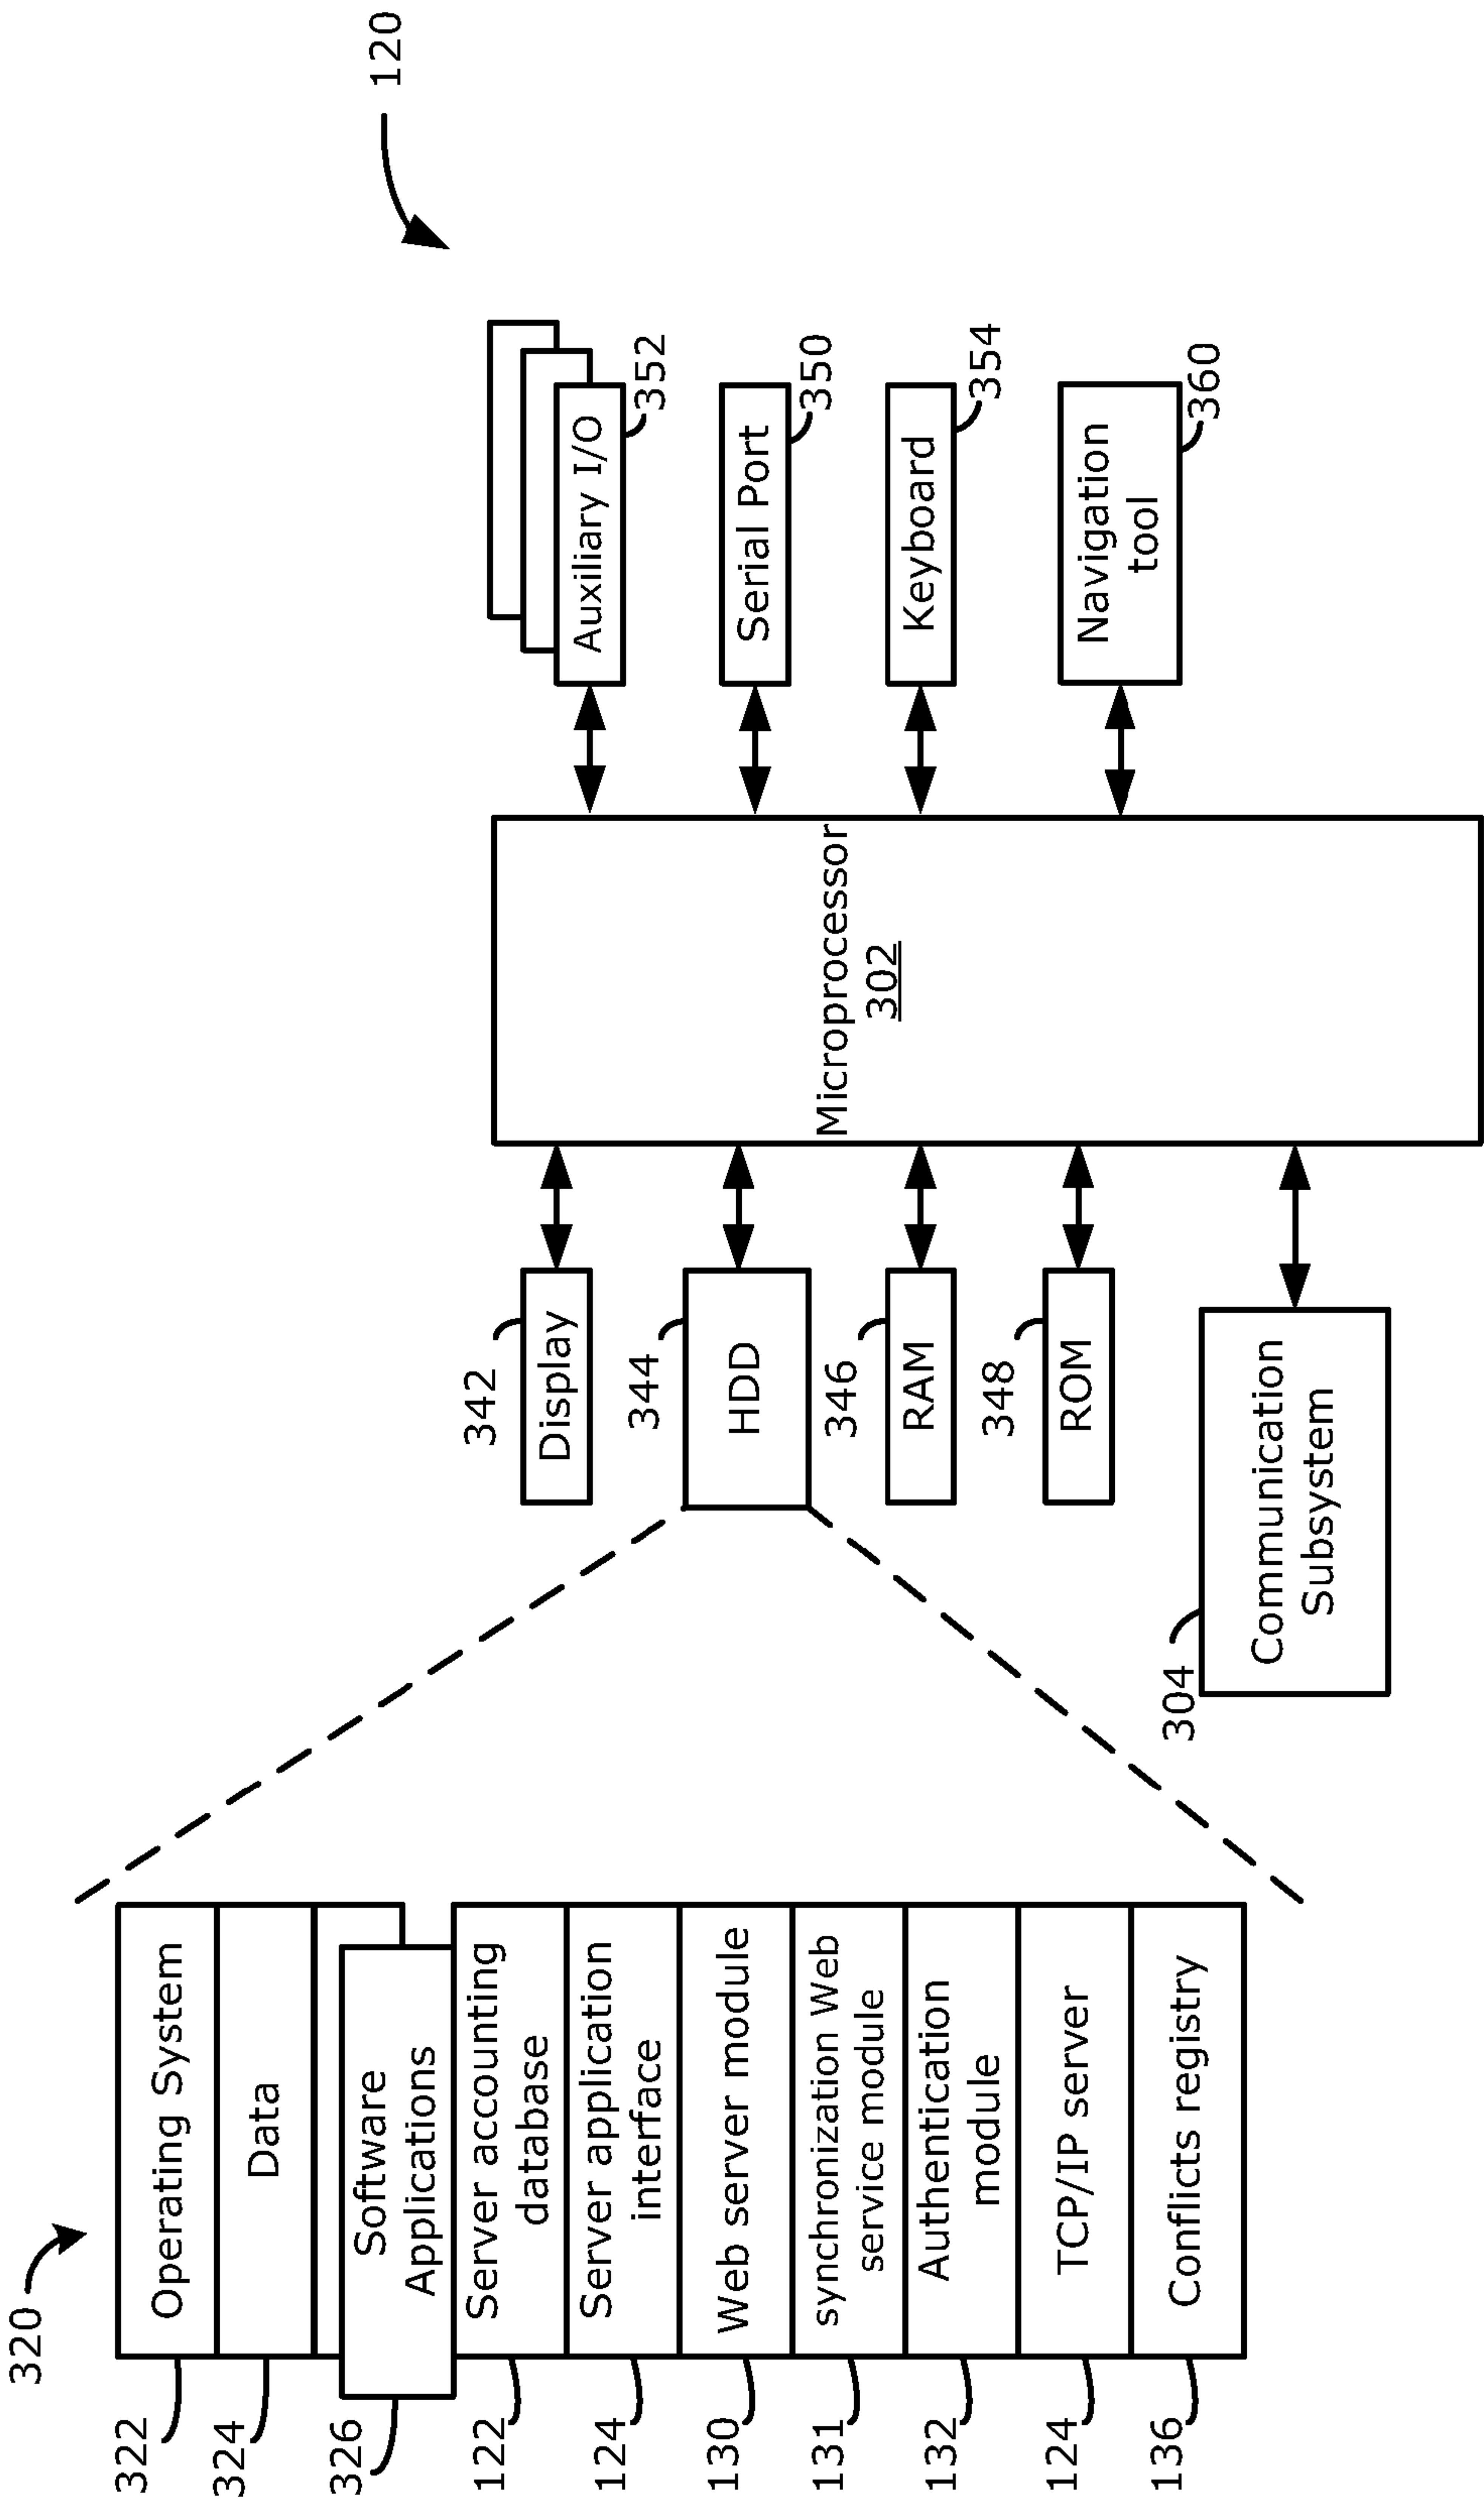 120
320
322
Operating System
324
Data
326
Software
Applications
122
Server accounting
database
124
Server application
interface
130
Web server module
131
synchronization Web
service module
132
Authentication
module
124
TCP/IP server
136
Conflicts registry
342
Display
344
HDD
346
RAM
348
ROM
304
Communication
Subsystem
Microprocessor
302
Auxiliary I/O
352
Serial Port
350
Keyboard
354
Navigation
tool
360